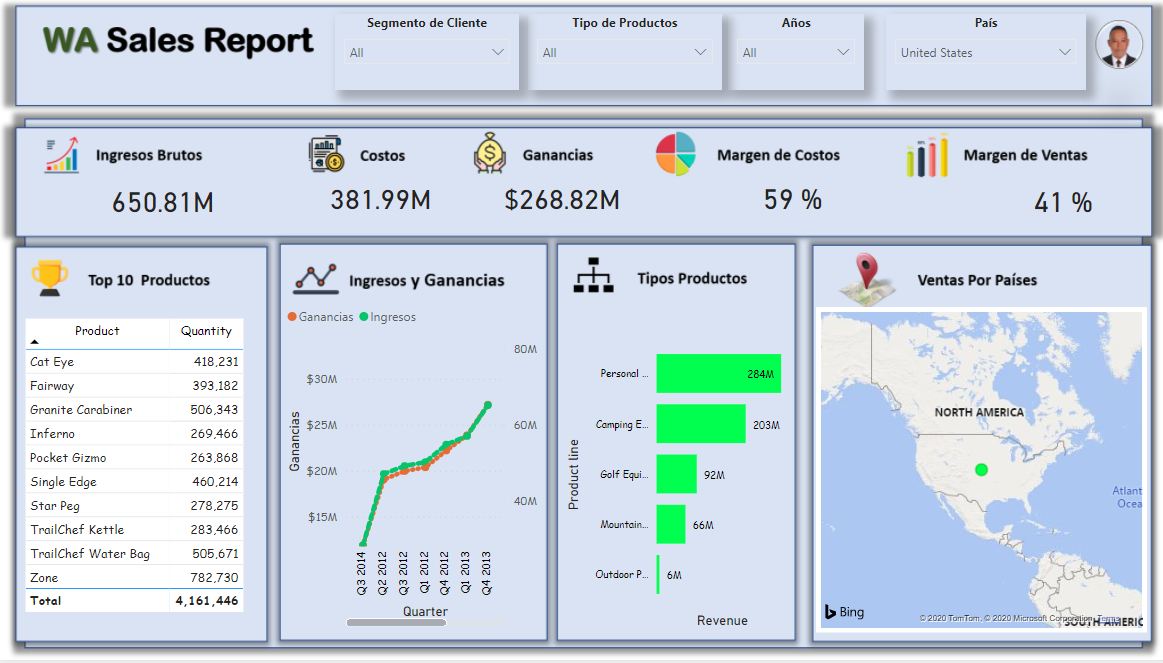 WA Sales Report
Segmento de Cliente
All
Tipo de Productos
All
Años
All
País
United States
Ingresos Brutos
650.81M
Costos
381.99M
Ganancias
$268.82M
Margen de Costos
59 %
Margen de Ventas
41 %
Top 10 Productos
Product Quantity
Cat Eye 418,231
Fairway 393,182
Granite Carabiner 506,343
Inferno 269,466
Pocket Gizmo 263,868
Single Edge 460,214
Star Peg 278,275
TrailChef Kettle 283,466
TrailChef Water Bag 505,671
Zone 782,730
Total 4,161,446
Ingresos y Ganancias
Ganancias Ingresos
80M
$30M
$25M
60M
$20M
40M
$15M
Ganancias
Q3 2014
Q2 2012
Q3 2012
Q1 2012
Q4 2012
Q1 2013
Q4 2013
Quarter
Tipos Productos
Product line
Personal ... 284M
Camping E... 203M
Golf Equi... 92M
Mountain... 66M
Outdoor P... 6M
Revenue
Ventas Por Países
NORTH AMERICA
Atlant
Ocea
Bing
© 2020 TomTom, © 2020 Microsoft Corporation Terms
SOUTH AMERIC